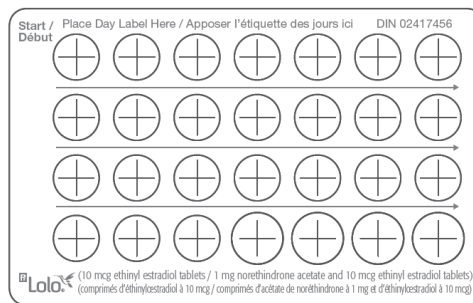 Start / Place Day Label Here / Apposer l'étiquette des jours ici DIN 02417456
Début
Lolo. (10 mcg ethinyl estradiol tablets / 1 mg norethindrone acetate and 10 mcg ethinyl estradiol tablets)
(comprimés d'éthinylœstradiol à 10 mcg / comprimés d'acétate de noréthindrone à 1 mg et d'éthinylœstradiol à 10 mcg)